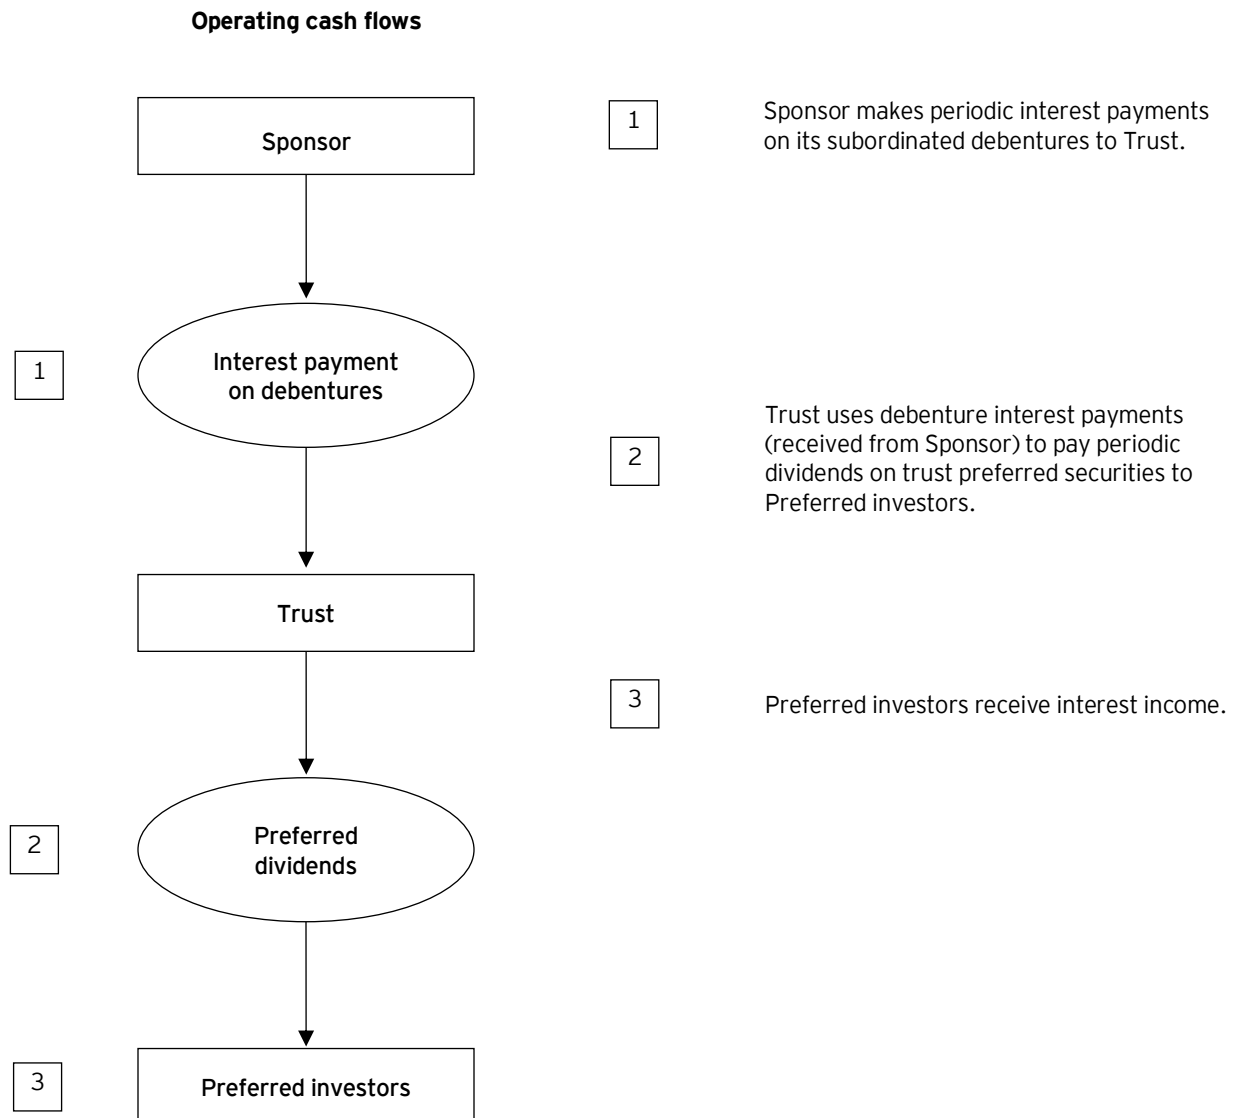 Operating cash flows
Sponsor
1
Interest payment
on debentures
Trust
2
Preferred
dividends
3
Preferred investors
1
Sponsor makes periodic interest payments
on its subordinated debentures to Trust.
2
Trust uses debenture interest payments
(received from Sponsor) to pay periodic
dividends on trust preferred securities to
Preferred investors.
3
Preferred investors receive interest income.